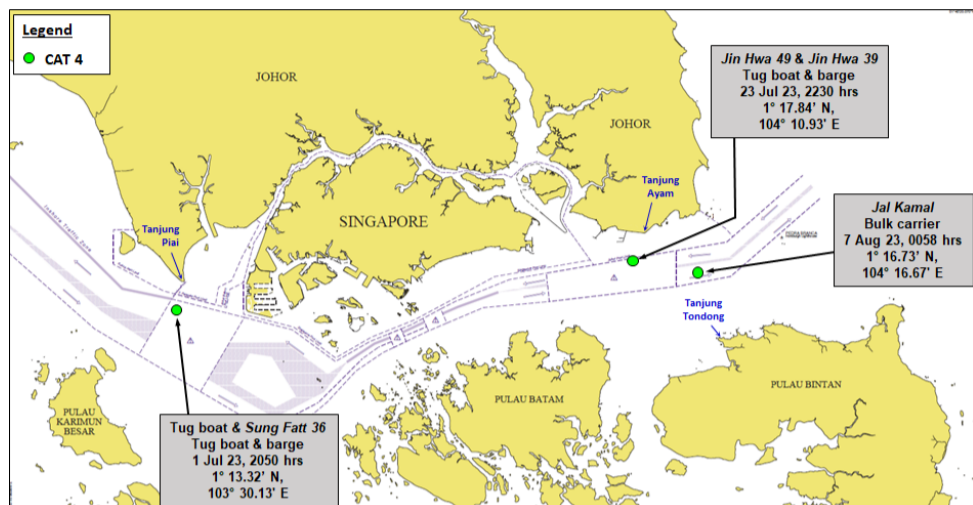 Legend
CAT 4
JOHOR
JOHOR
SINGAPORE
Tanjung
Piai
Tanjung
Ayam
Tanjung
Tondong
PULAU
KARIMUN
BESAR
PULAU BATAM
PULAU BINTAN
Jin Hwa 49 & Jin Hwa 39
Tug boat & barge
23 Jul 23, 2230 hrs
1° 17.84' N,
104° 10.93' E
Jal Kamal
Bulk carrier
7 Aug 23, 0058 hrs
1° 16.73' N,
104° 16.67' E
Tug boat & Sung Fatt 36
Tug boat & barge
1 Jul 23, 2050 hrs
1° 13.32' N,
103° 30.13' E
Inshore Traffic Zone